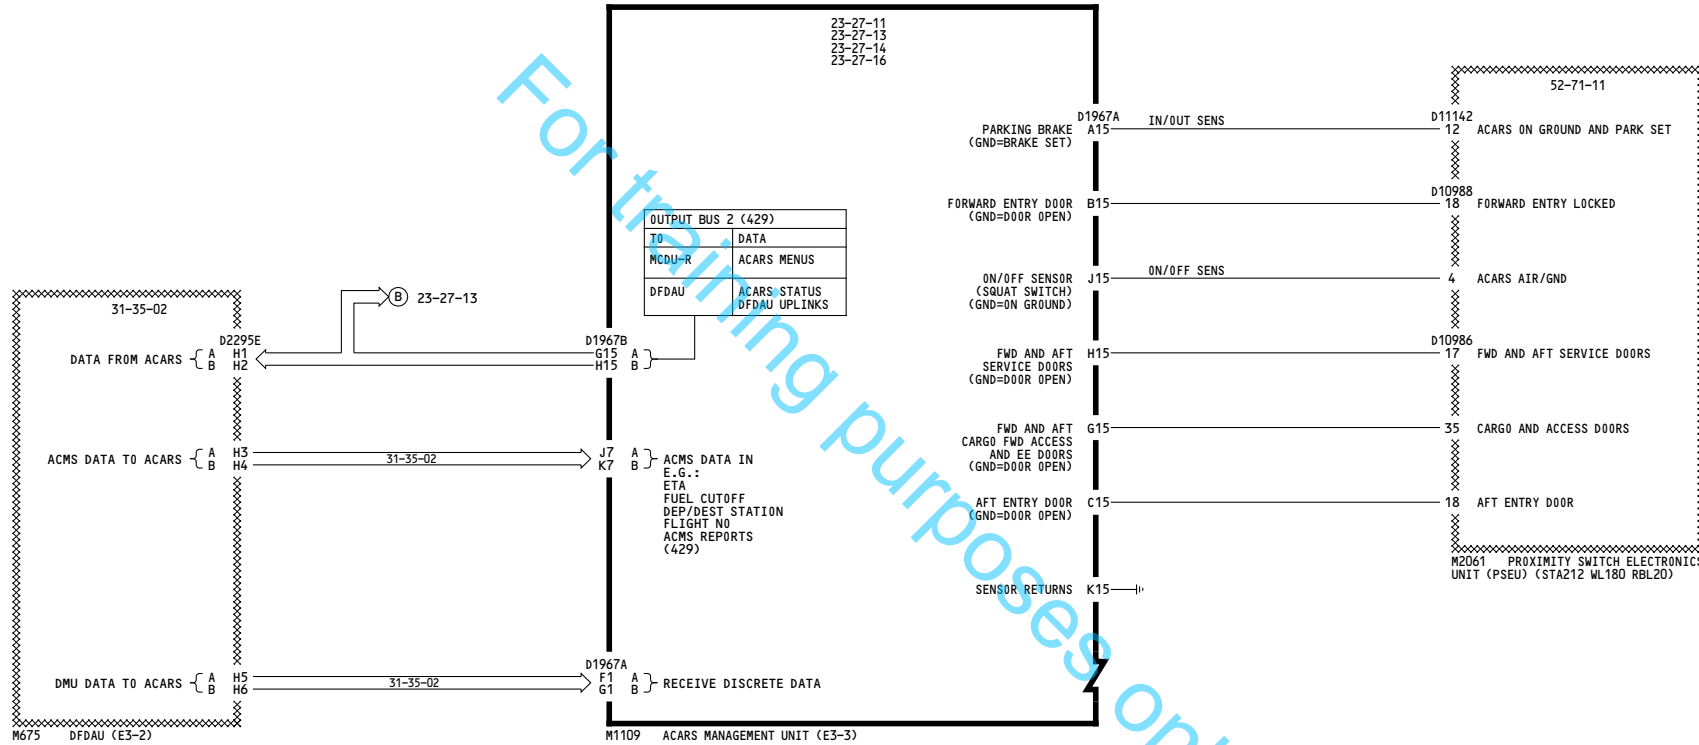 23-27-11
23-27-13
23-27-14
23-27-16
For training purposes only
31-35-02
D2295E
DATA FROM ACARS { A H1
B H2
ACMS DATA TO ACARS { A H3
B H4
31-35-02
DMU DATA TO ACARS { A H5
B H6
31-35-02
M675 DFDAU (E3-2)
B 23-27-13
OUTPUT BUS 2 (429)
TO DATA
MCDU-R ACARS MENUS
DFDAU ACARS STATUS
DFDAU UPLINKS
D1967B
G15 A
H15 B }
J7 A
K7 B } ACMS DATA IN
E.G.:
ETA
FUEL CUTOFF
DEP/DEST STATION
FLIGHT NO
ACMS REPORTS
(429)
D1967A
F1 A
G1 B } RECEIVE DISCRETE DATA
M1109 ACARS MANAGEMENT UNIT (E3-3)
D1967A
PARKING BRAKE A15
(GND=BRAKE SET)
IN/OUT SENS
FORWARD ENTRY DOOR B15
(GND=DOOR OPEN)
ON/OFF SENSOR J15
(SQUAT SWITCH)
(GND=ON GROUND)
ON/OFF SENS
FWD AND AFT H15
SERVICE DOORS
(GND=DOOR OPEN)
FWD AND AFT G15
CARGO FWD ACCESS
AND EE DOORS
(GND=DOOR OPEN)
AFT ENTRY DOOR C15
(GND=DOOR OPEN)
SENSOR RETURNS K15
52-71-11
D11142
12 ACARS ON GROUND AND PARK SET
D10988
18 FORWARD ENTRY LOCKED
4 ACARS AIR/GND
D10986
17 FWD AND AFT SERVICE DOORS
35 CARGO AND ACCESS DOORS
18 AFT ENTRY DOOR
M2061 PROXIMITY SWITCH ELECTRONICS
UNIT (PSEU) (STA212 WL180 RBL20)